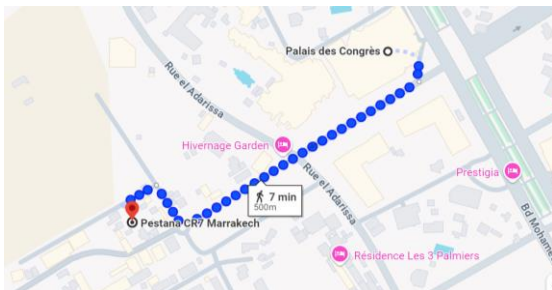 Palais des Congrès
Rue el Adarissa
Hivernage Garden
Prestigia
7 min
500m
Rue el Adarissa
Pestana CR7 Marrakech
Bd Mohame
Résidence Les 3 Palmiers